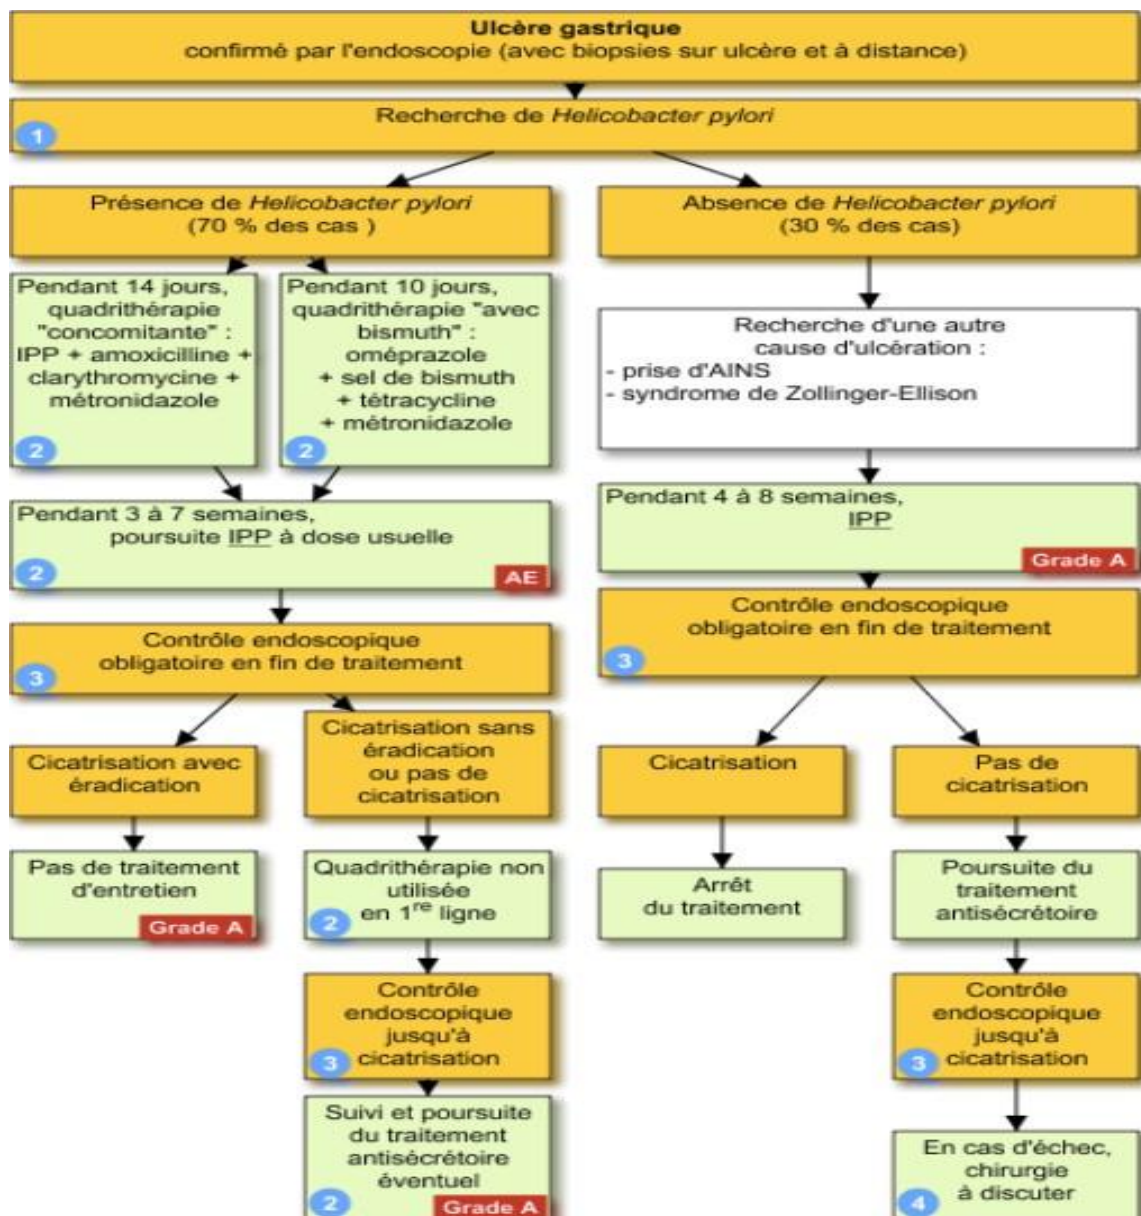 Ulcère gastrique
confirmé par l'endoscopie (avec biopsies sur ulcère et à distance)
Recherche de Helicobacter pylori
1
Présence de Helicobacter pylori
(70 % des cas )
Absence de Helicobacter pylori
(30 % des cas)
Pendant 14 jours,
quadrithérapie
"concomitante" :
IPP + amoxicilline +
clarythromycine +
métronidazole
2
Pendant 10 jours,
quadrithérapie "avec
bismuth" :
oméprazole
+ sel de bismuth
+ tétracycline
+ métronidazole
2
Recherche d'une autre
cause d'ulcération :
- prise d'AINS
- syndrome de Zollinger-Ellison
Pendant 3 à 7 semaines,
poursuite IPP à dose usuelle
2
AE
Pendant 4 à 8 semaines,
IPP
Grade A
Contrôle endoscopique
obligatoire en fin de traitement
3
Contrôle endoscopique
obligatoire en fin de traitement
3
Cicatrisation avec
éradication
Cicatrisation sans
éradication
ou pas de
cicatrisation
Cicatrisation
Pas de
cicatrisation
Pas de traitement
d'entretien
Grade A
Quadrithérapie non
utilisée
en 1re ligne
2
Arrêt
du traitement
Poursuite du
traitement
antisécrétoire
Contrôle
endoscopique
jusqu'à
cicatrisation
3
Contrôle
endoscopique
jusqu'à
cicatrisation
3
Suivi et poursuite
du traitement
antisécrétoire
éventuel
2
Grade A
En cas d'échec,
chirurgie
à discuter
4